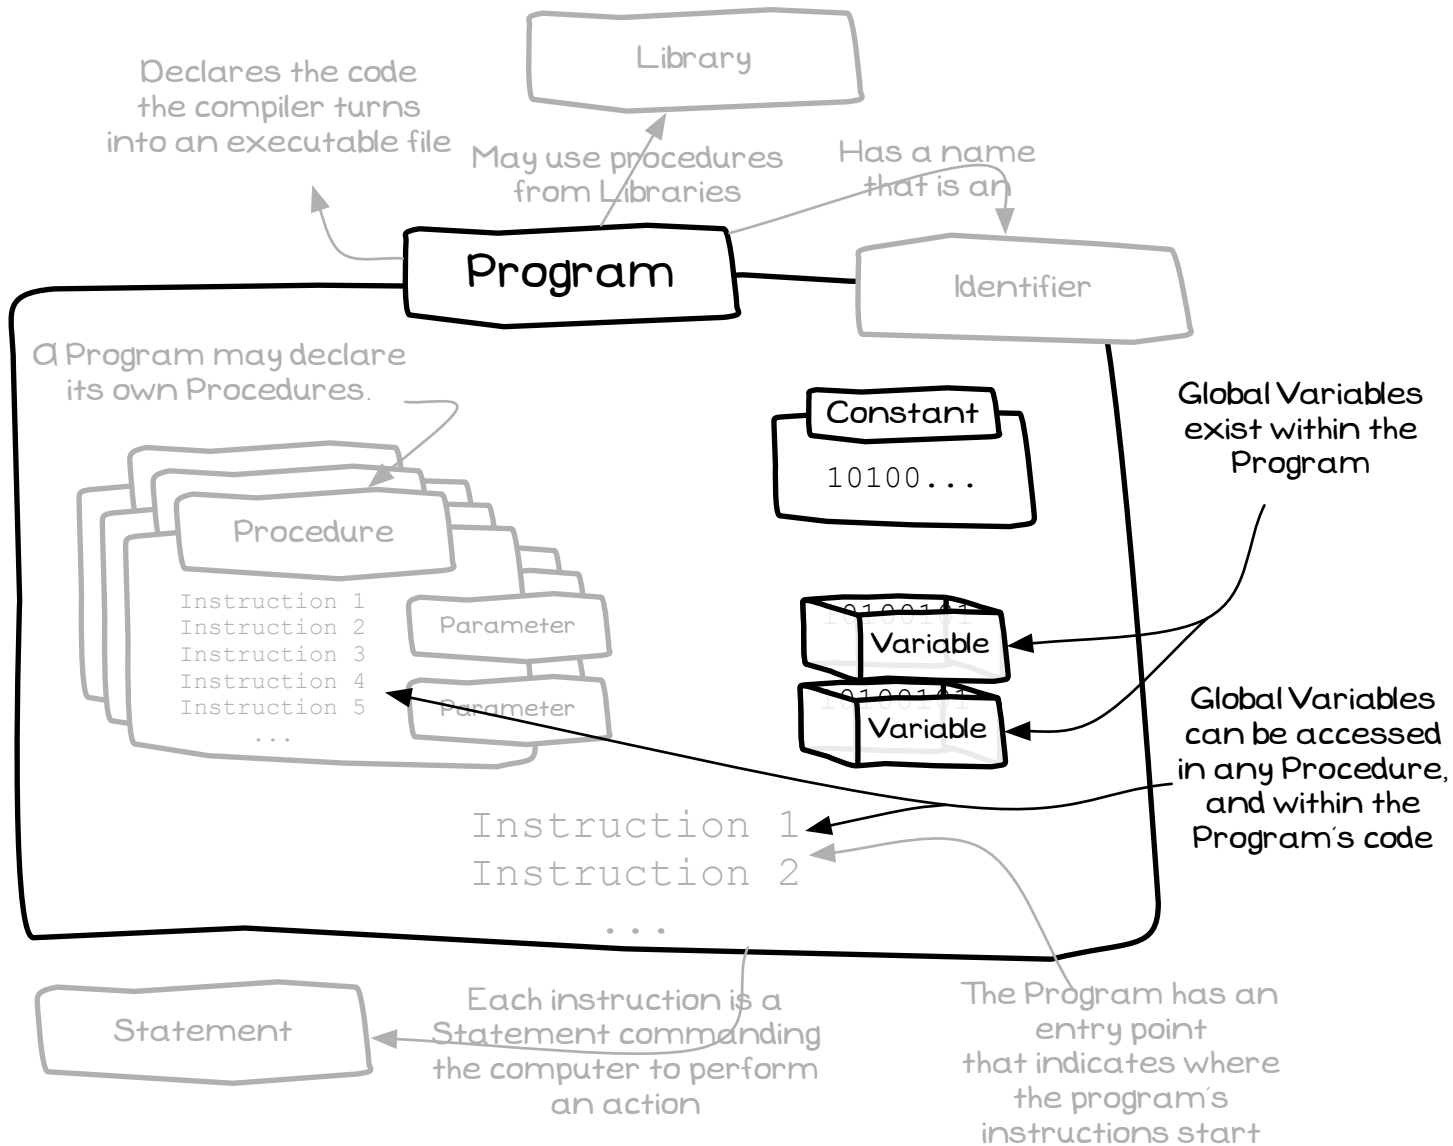 Library
Declares the code
the compiler turns
into an executable file
May use procedures
from Libraries
Has a name
that is an
Program
Identifier
A Program may declare
its own Procedures.
Constant
10100...
Global Variables
exist within the
Program
Procedure
Instruction 1
Instruction 2
Instruction 3
Instruction 4
Instruction 5
...
Parameter
Parameter
10100101
Variable
10100101
Variable
Global Variables
can be accessed
in any Procedure,
and within the
Program's code
Instruction 1
Instruction 2
...
Statement
Each instruction is a
Statement commanding
the computer to perform
an action
The Program has an
entry point
that indicates where
the program's
instructions start